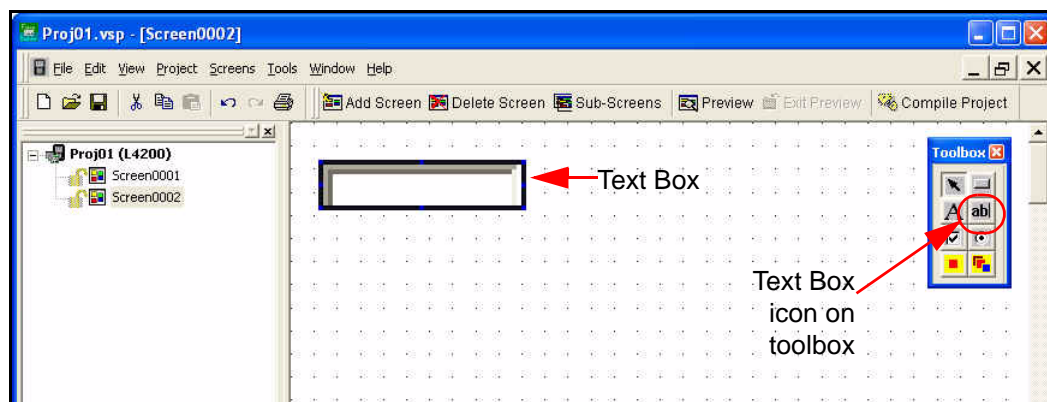 Proj01.vsp - [Screen0002]
File Edit View Project Screens Tools Window Help
Add Screen Delete Screen Sub-Screens Preview Exit Preview Compile Project
Proj01 (L4200)
Screen0001
Screen0002
Text Box
Toolbox
A ab
Text Box
icon on
toolbox